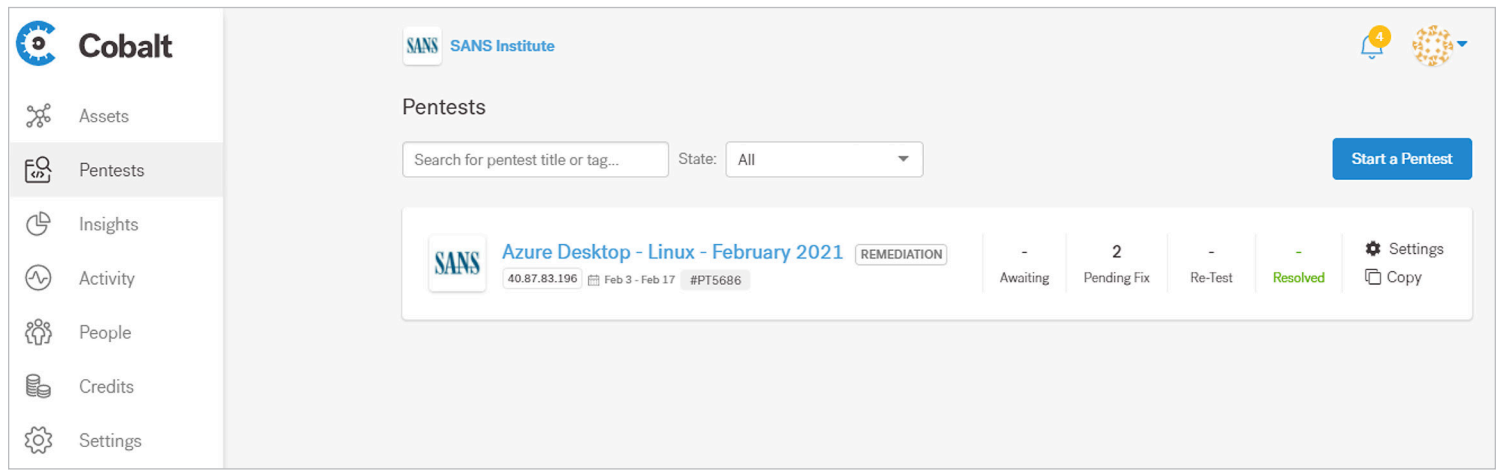 Cobalt
Assets
Pentests
Insights
Activity
People
Credits
Settings
SANS SANS Institute
4
Pentests
Search for pentest title or tag... State: All
Start a Pentest
SANS
Azure Desktop - Linux - February 2021 REMEDIATION
40.87.83.196 Feb 3 - Feb 17 #PT5686
- 2 - -
Awaiting Pending Fix Re-Test Resolved
Settings
Copy